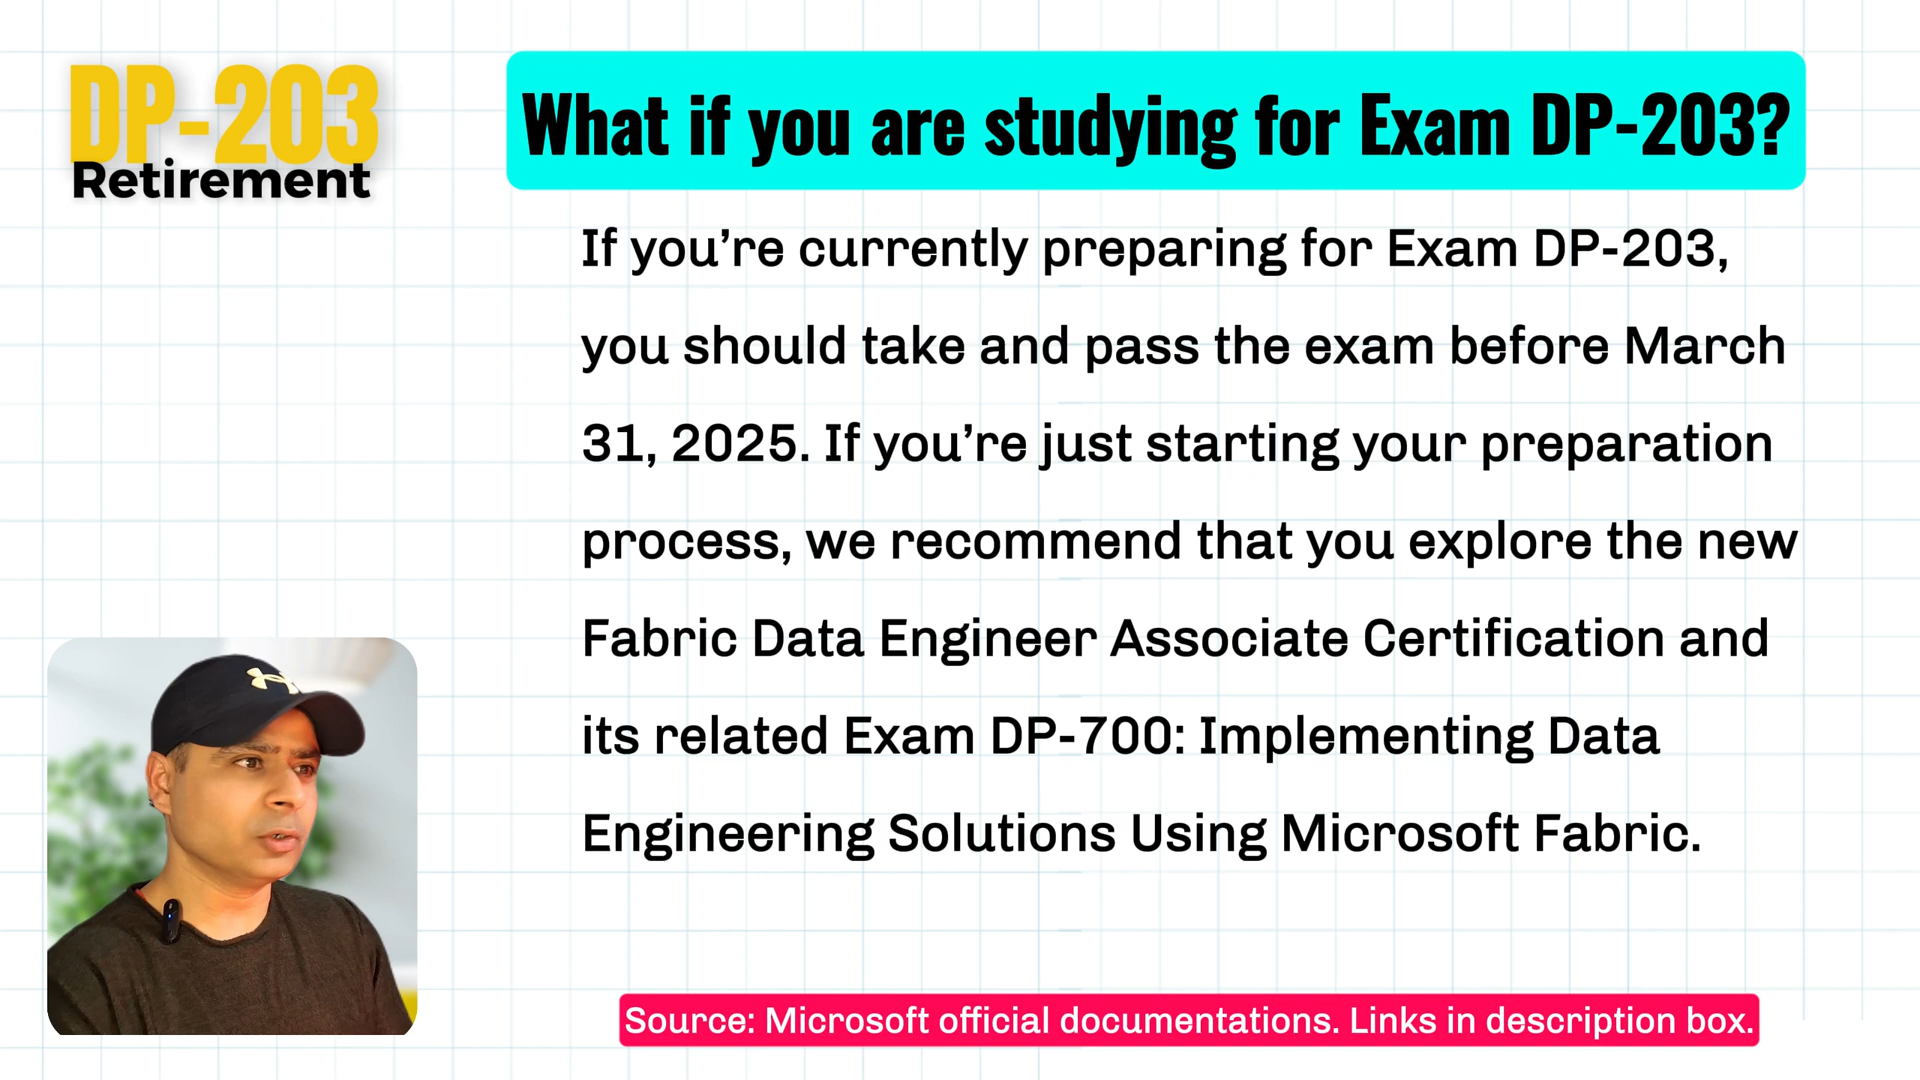 DP-203
Retirement
What if you are studying for Exam DP-203?
If you’re currently preparing for Exam DP-203,
you should take and pass the exam before March
31, 2025. If you’re just starting your preparation
process, we recommend that you explore the new
Fabric Data Engineer Associate Certification and
its related Exam DP-700: Implementing Data
Engineering Solutions Using Microsoft Fabric.
Source: Microsoft official documentations. Links in description box.